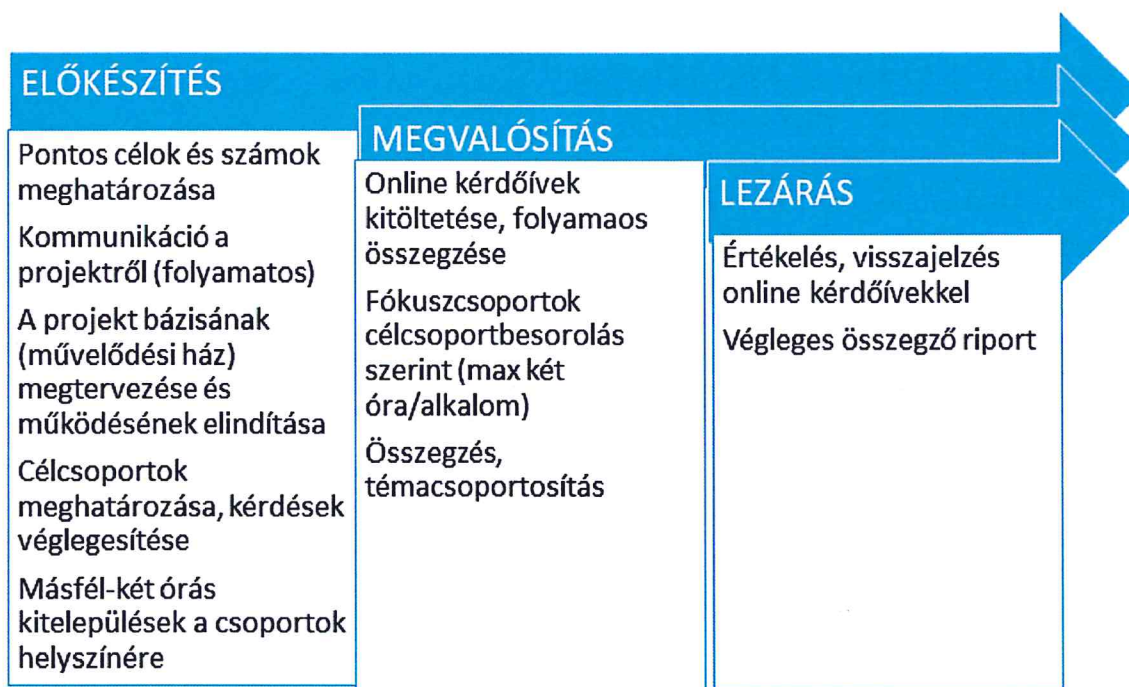 ELŐKÉSZÍTÉS
Pontos célok és számok
meghatározása
Kommunikáció a
projektről (folyamatos)
A projekt bázisának
(művelődési ház)
megtervezése és
működésének elindítása
Célcsoportok
meghatározása, kérdések
véglegesítése
Másfél-két órás
kitelepülések a csoportok
helyszínére
MEGVALÓSÍTÁS
Online kérdőívek
kitöltetése, folyamaos
összegzése
Fókuszcsoportok
célcsoportbesorolás
szerint (max két
óra/alkalom)
Összegzés,
témacsoportosítás
LEZÁRÁS
Értékelés, visszajelzés
online kérdőívekkel
Végleges összegző riport